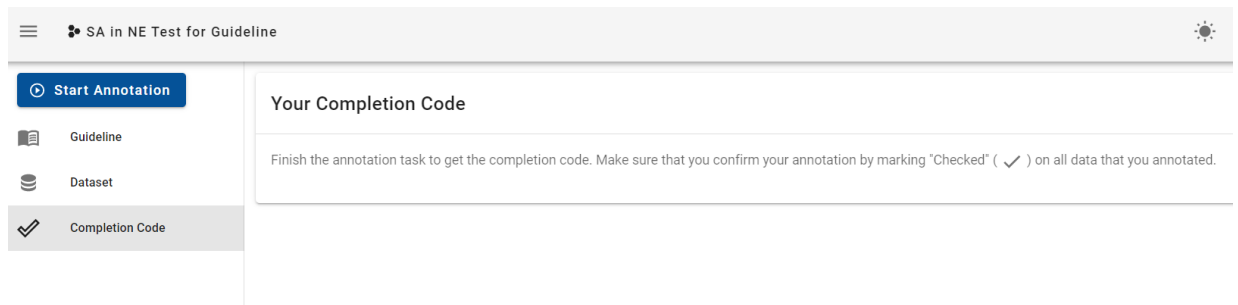 SA in NE Test for Guideline
Start Annotation
Guideline
Dataset
Completion Code
Your Completion Code
Finish the annotation task to get the completion code. Make sure that you confirm your annotation by marking "Checked" ( ✓ ) on all data that you annotated.